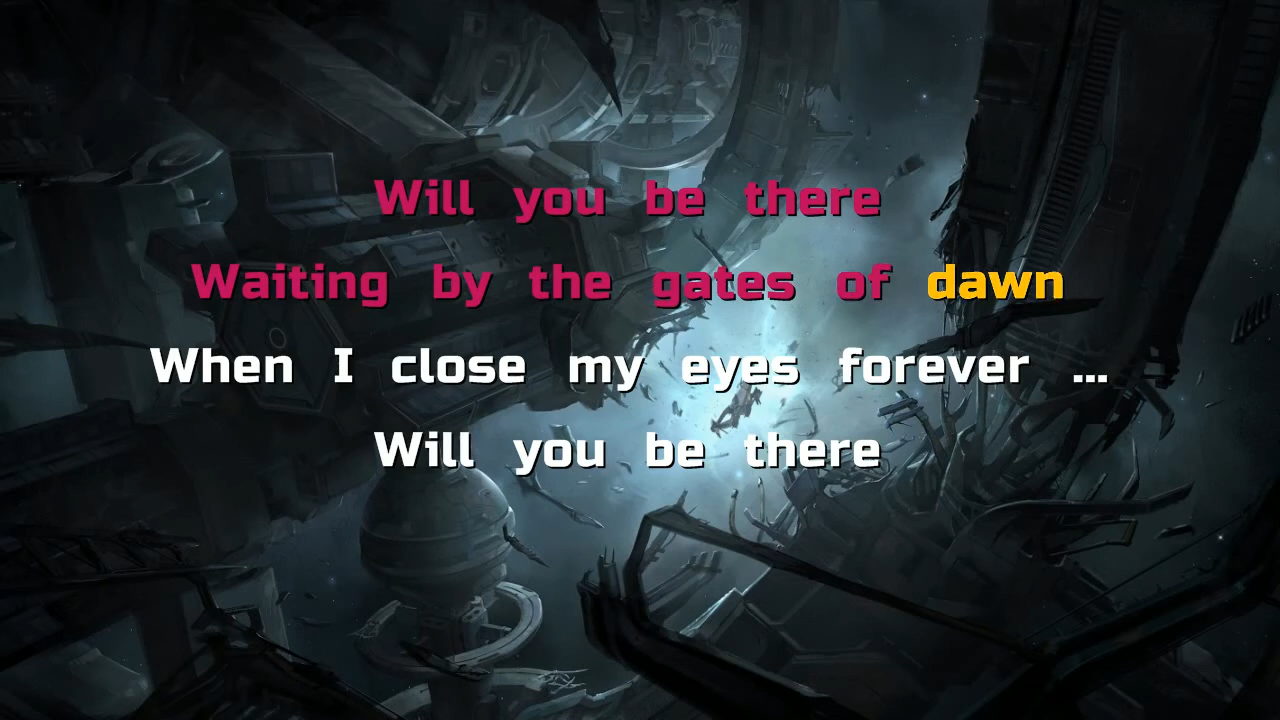 Will you be there
Waiting by the gates of dawn
When I close my eyes forever ...
Will you be there